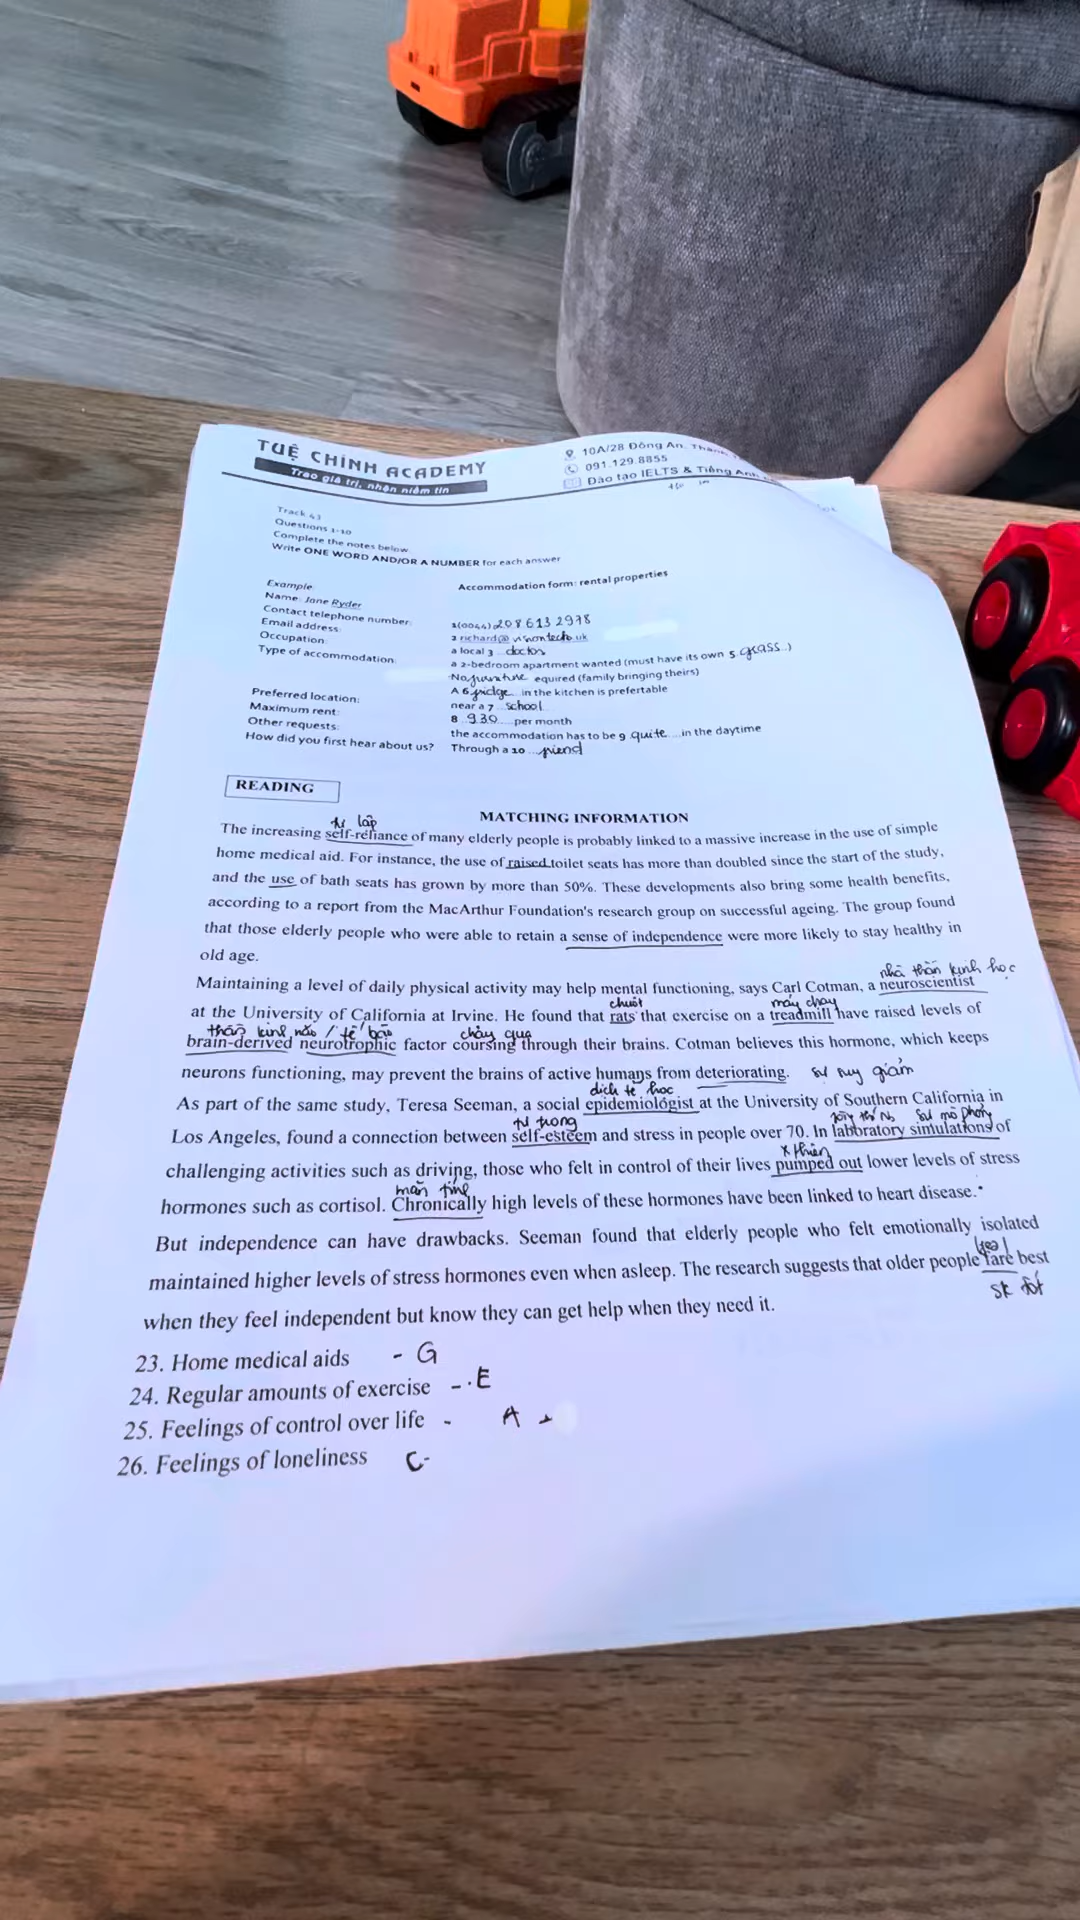 TUỆ CHÍNH ACADEMY
Trao giá trị, nhận niềm tin
10A/28 Đông An,
091.129.8855
Đào tạo IELTS & Tiếng Anh
Track 43
Questions 1-10
Complete the notes below
Write ONE WORD AND/OR A NUMBER for each answer
Accommodation form: rental properties
Example:
Name: Jane Ryder
Contact telephone number: 1(0044) 208 613 2978
Email address: 2 richard@visiontech.uk
Occupation: a local 3 doctor
Type of accommodation: a 2-bedroom apartment wanted (must have its own 5 grass..)
No furniture equired (family bringing theirs)
A 6 fridge in the kitchen is prefertable
Preferred location: near a 7 school
Maximum rent: 8 930 per month
Other requests: the accommodation has to be 9 quite in the daytime
How did you first hear about us? Through a 10 friend
READING
MATCHING INFORMATION
tự lập
The increasing self-reliance of many elderly people is probably linked to a massive increase in the use of simple
home medical aid. For instance, the use of raised toilet seats has more than doubled since the start of the study,
and the use of bath seats has grown by more than 50%. These developments also bring some health benefits,
according to a report from the MacArthur Foundation's research group on successful ageing. The group found
that those elderly people who were able to retain a sense of independence were more likely to stay healthy in
old age.
nhà thần kinh học
Maintaining a level of daily physical activity may help mental functioning, says Carl Cotman, a neuroscientist
chuột máy chạy
at the University of California at Irvine. He found that rats that exercise on a treadmill have raised levels of
thần kinh não / tế bào chảy qua
brain-derived neurotrophic factor coursing through their brains. Cotman believes this hormone, which keeps
neurons functioning, may prevent the brains of active humans from deteriorating. sự suy giảm
dịch tễ học
As part of the same study, Teresa Seeman, a social epidemiologist at the University of Southern California in
tự trọng sự mô phỏng
Los Angeles, found a connection between self-esteem and stress in people over 70. In laboratory simulations of
challenging activities such as driving, those who felt in control of their lives pumped out lower levels of stress
mãn tính
hormones such as cortisol. Chronically high levels of these hormones have been linked to heart disease.
But independence can have drawbacks. Seeman found that elderly people who felt emotionally isolated
maintained higher levels of stress hormones even when asleep. The research suggests that older people fare best
sk tốt
when they feel independent but know they can get help when they need it.
23. Home medical aids - G
24. Regular amounts of exercise - E
25. Feelings of control over life - A
26. Feelings of loneliness C